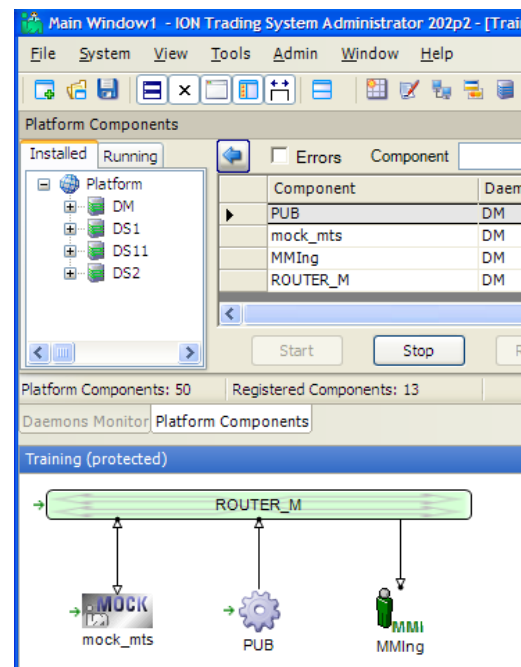 Main Window1 - ION Trading System Administrator 202p2 - [Trai
File System View Tools Admin Window Help
Platform Components
Installed Running
Errors Component
Platform
DM
DS1
DS11
DS2
Component Daem
PUB DM
mock_mts DM
MMIng DM
ROUTER_M DM
Start Stop R
Platform Components: 50 Registered Components: 13
Daemons Monitor Platform Components
Training (protected)
ROUTER_M
MOCK
MMI
mock_mts PUB MMIng